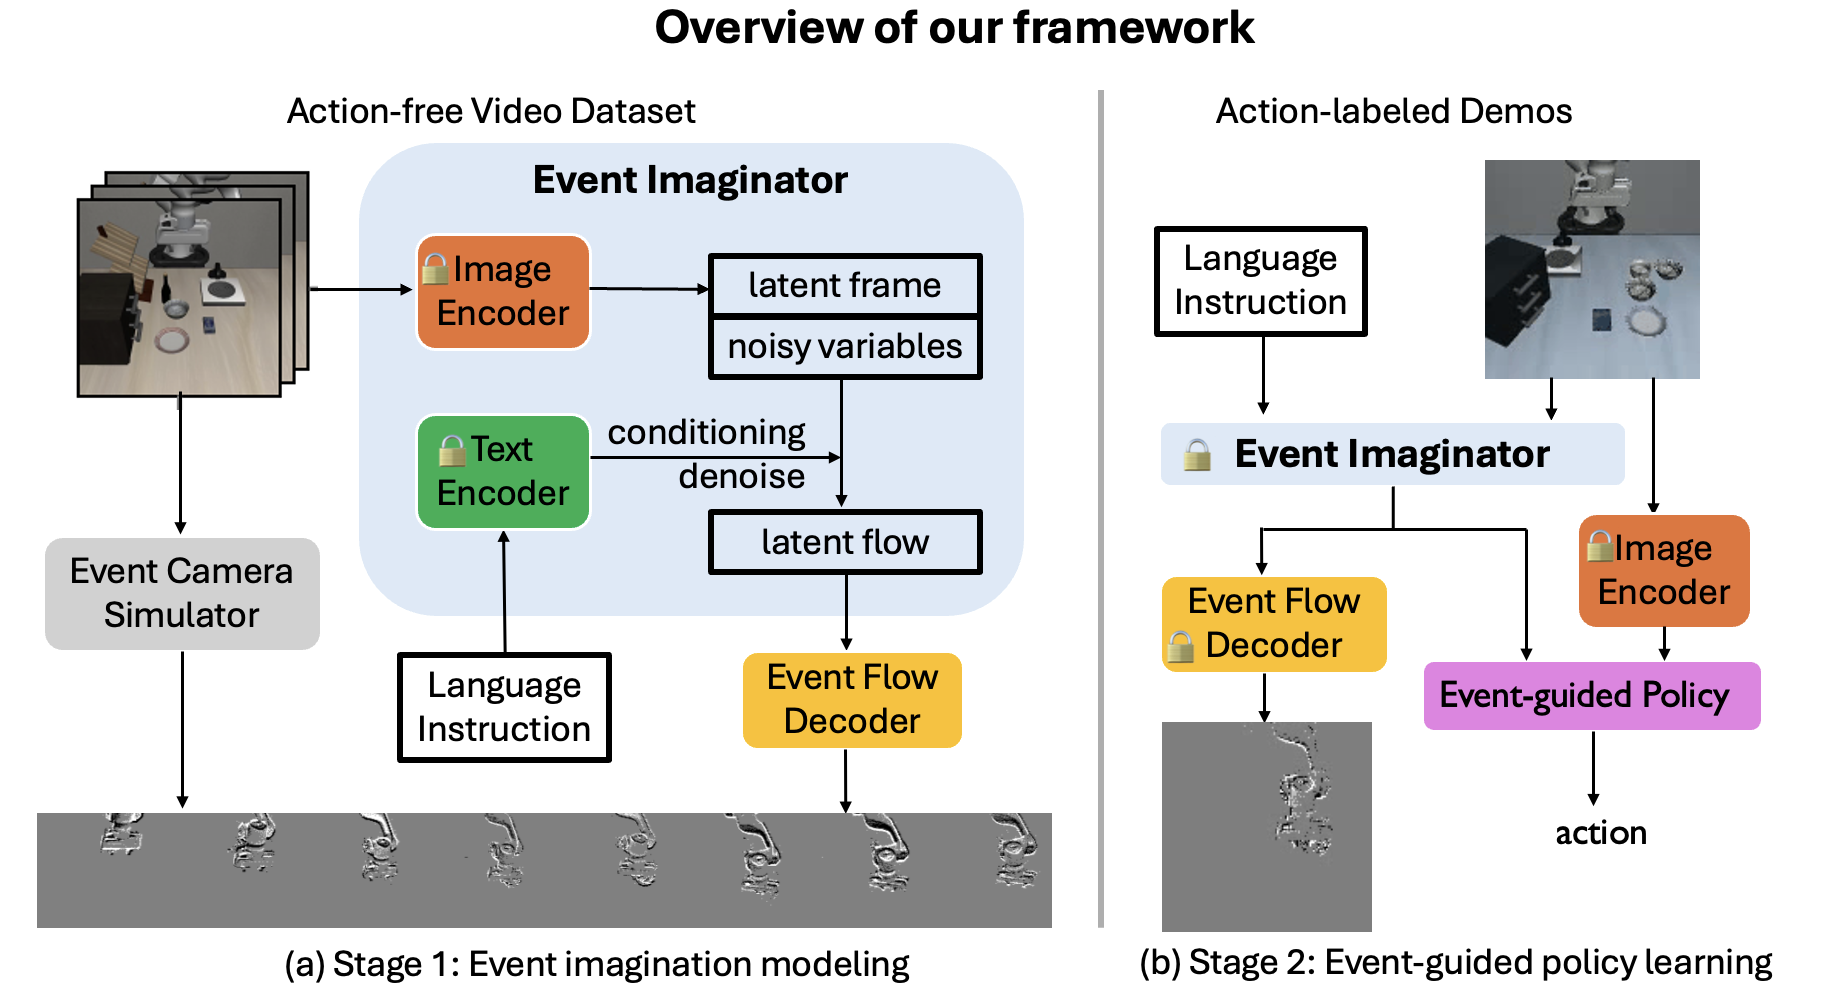 Overview of our framework
Action-free Video Dataset
Event Imaginator
Image
Encoder
latent frame
noisy variables
Text
Encoder
conditioning
denoise
latent flow
Event Camera
Simulator
Language
Instruction
Event Flow
Decoder
(a) Stage 1: Event imagination modeling
Action-labeled Demos
Language
Instruction
Event Imaginator
Event Flow
Decoder
Image
Encoder
Event-guided Policy
action
(b) Stage 2: Event-guided policy learning